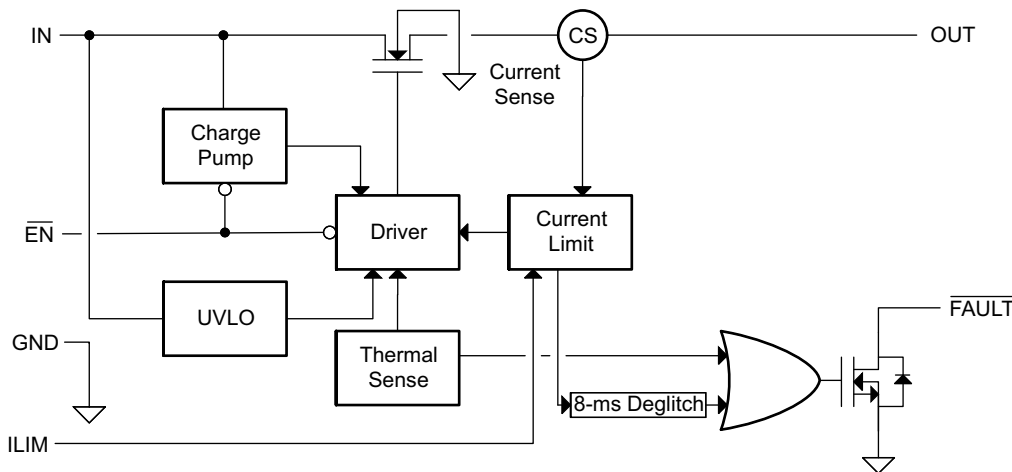 IN
CS
OUT
Current
Sense
Charge
Pump
EN
Driver
Current
Limit
UVLO
FAULT
GND
Thermal
Sense
8-ms Deglitch
ILIM